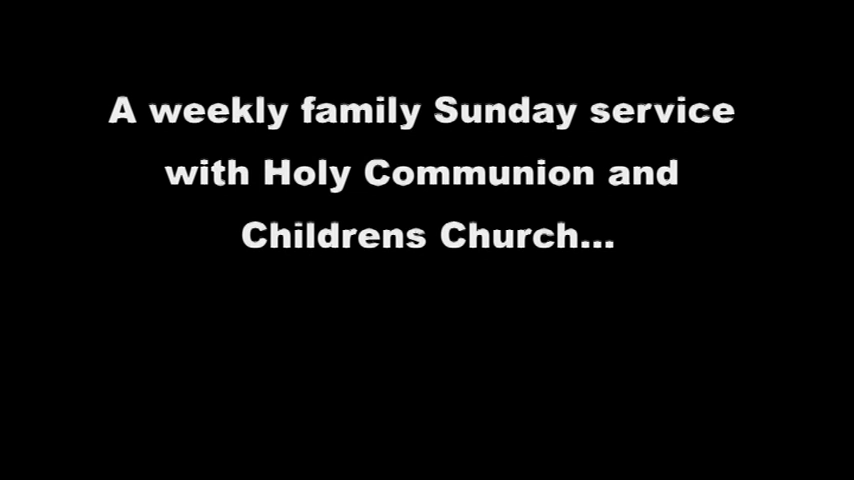 A weekly family Sunday service
with Holy Communion and
Childrens Church...